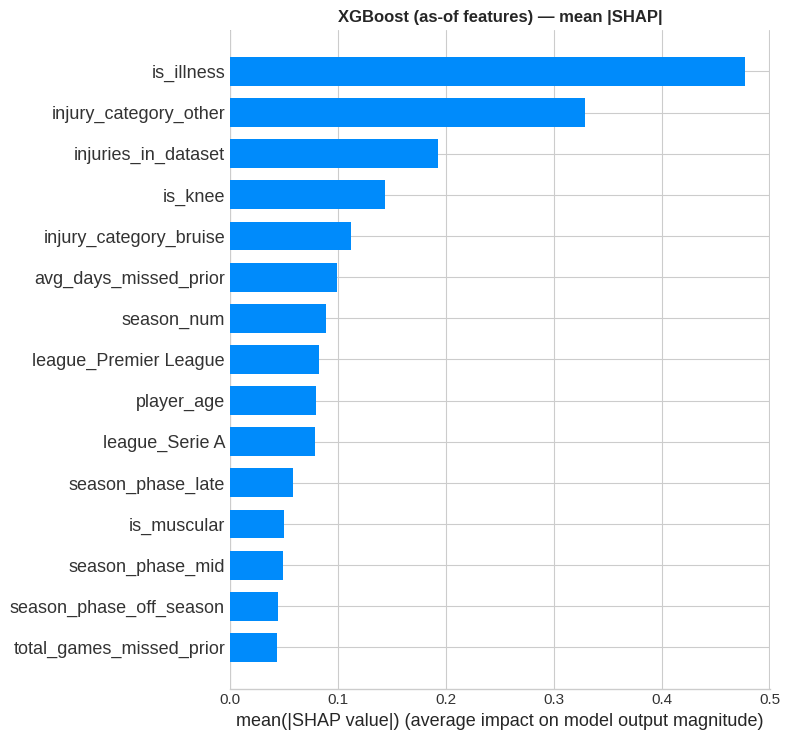 XGBoost (as-of features) — mean |SHAP|
is_illness
injury_category_other
injuries_in_dataset
is_knee
injury_category_bruise
avg_days_missed_prior
season_num
league_Premier League
player_age
league_Serie A
season_phase_late
is_muscular
season_phase_mid
season_phase_off_season
total_games_missed_prior
0.0 0.1 0.2 0.3 0.4 0.5
mean(|SHAP value|) (average impact on model output magnitude)